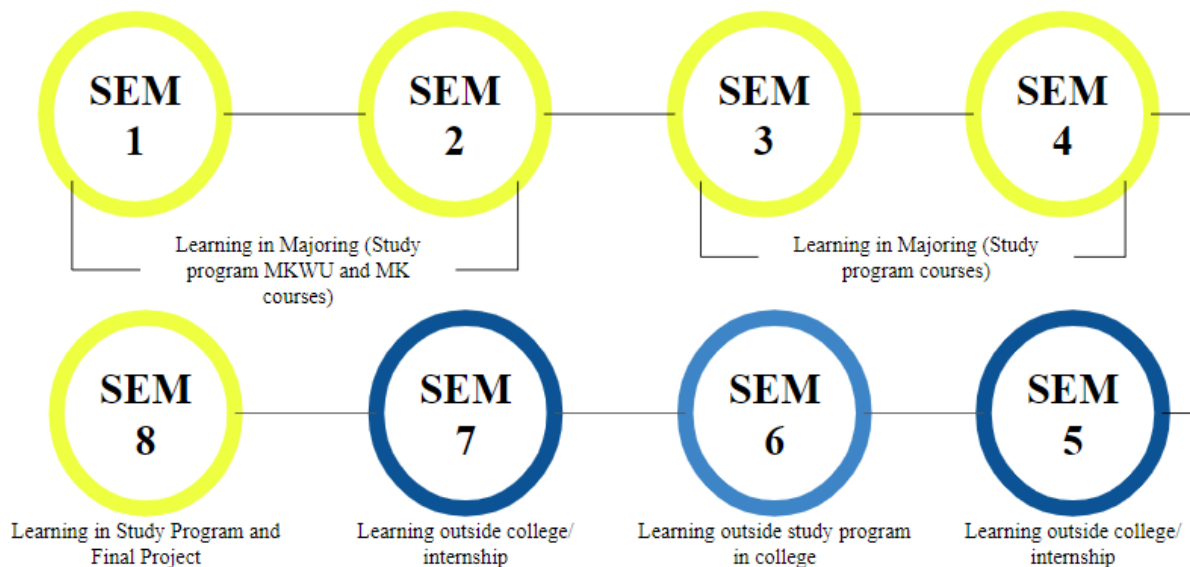 SEM
1
SEM
2
SEM
3
SEM
4
Learning in Majoring (Study
program MKWU and MK
courses)
Learning in Majoring (Study
program courses)
SEM
8
SEM
7
SEM
6
SEM
5
Learning in Study Program and
Final Project
Learning outside college/
internship
Learning outside study program
in college
Learning outside college/
internship